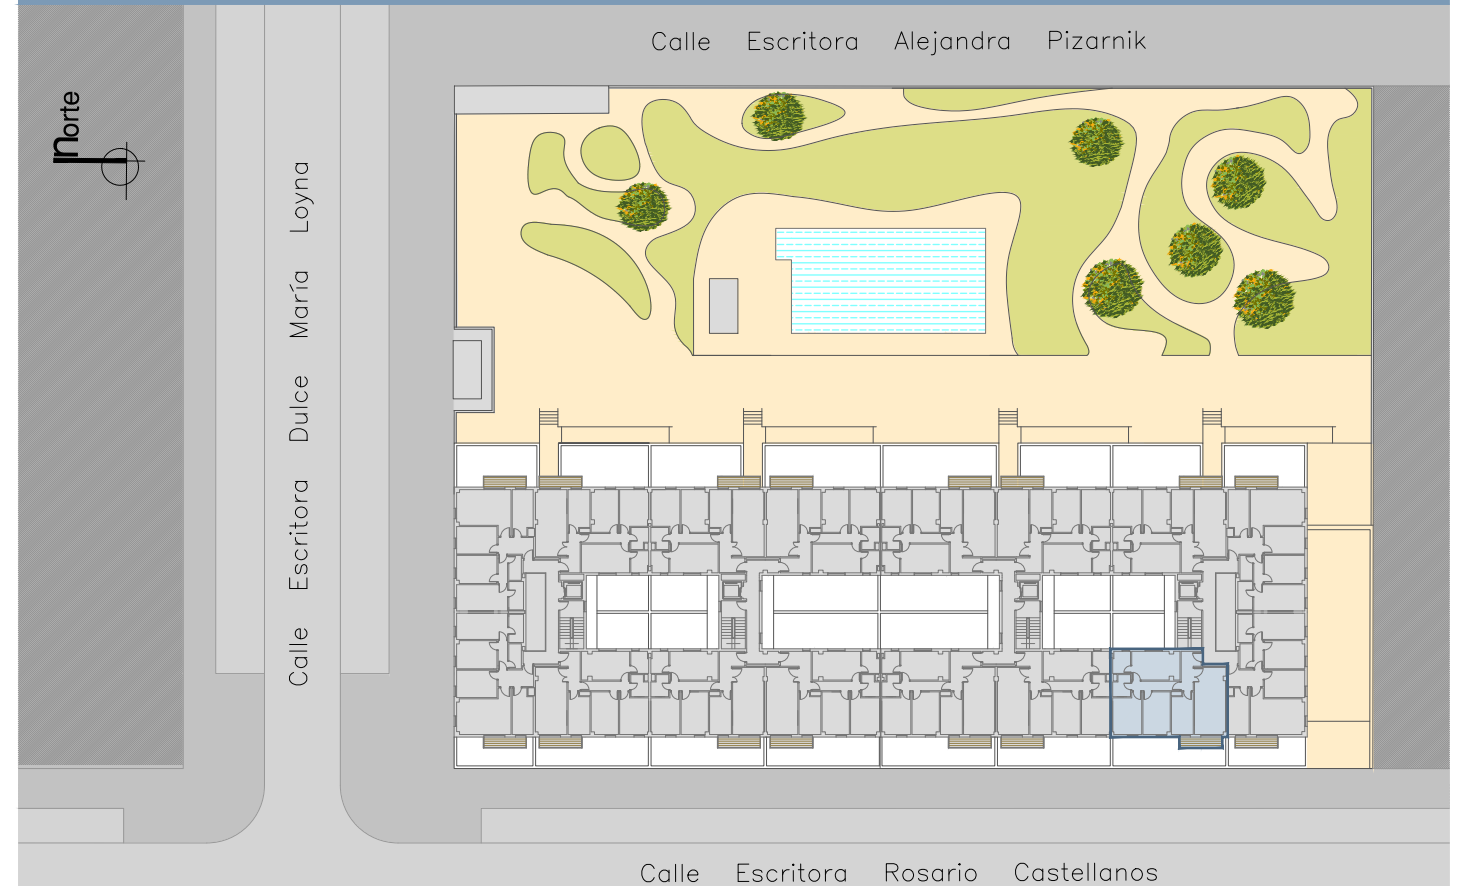 Calle Escritora Alejandra Pizarnik
norte
Calle Escritora Dulce María Loyna
Calle Escritora Rosario Castellanos